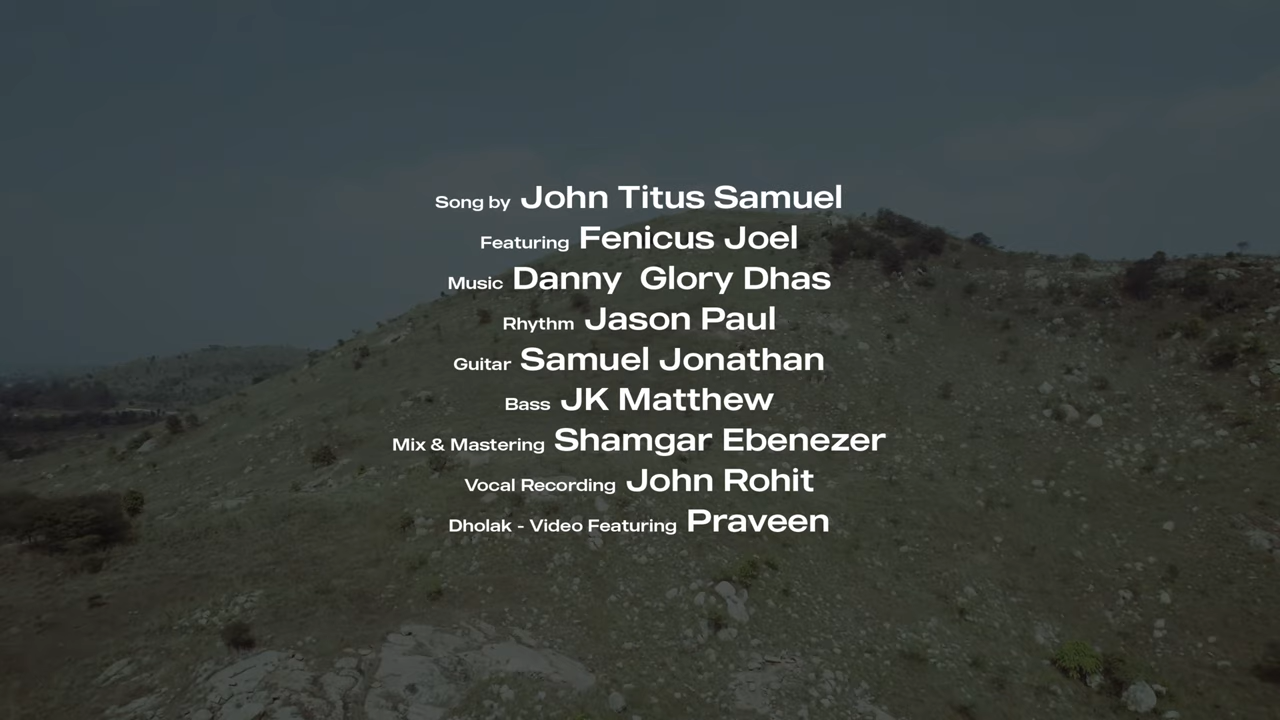 Song by John Titus Samuel
Featuring Fenicus Joel
Music Danny  Glory Dhas
Rhythm Jason Paul
Guitar Samuel Jonathan
Bass JK Matthew
Mix & Mastering Shamgar Ebenezer
Vocal Recording John Rohit
Dholak - Video Featuring Praveen